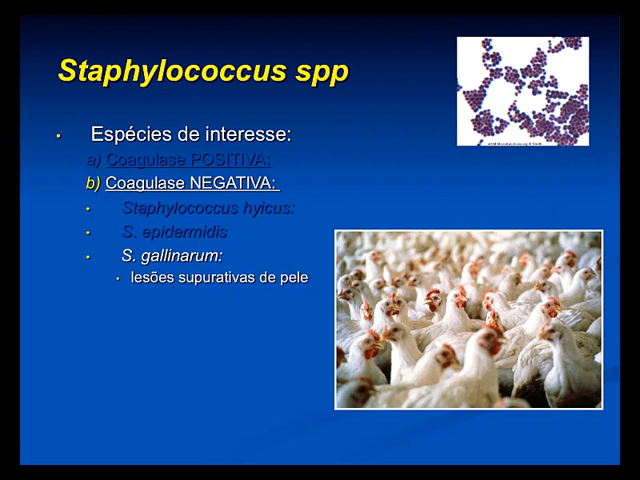 Staphylococcus spp
• Espécies de interesse:
a) Coagulase POSITIVA:
b) Coagulase NEGATIVA:
• Staphylococcus hyicus:
• S. epidermidis
• S. gallinarum:
• lesões supurativas de pele